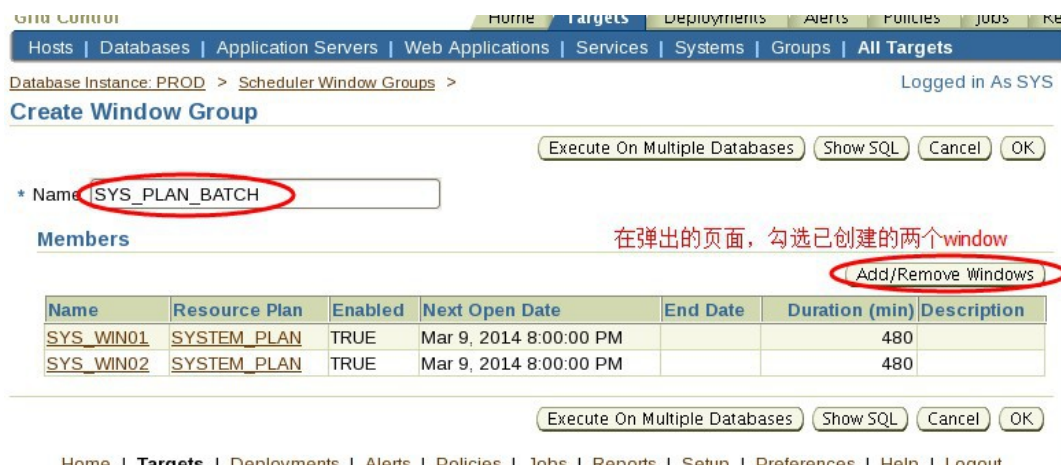 Grid Control Home Targets Deployments Alerts Policies Jobs
Hosts | Databases | Application Servers | Web Applications | Services | Systems | Groups | All Targets
Database Instance: PROD > Scheduler Window Groups > Logged in As SYS
Create Window Group
Execute On Multiple Databases Show SQL Cancel OK
* Name SYS_PLAN_BATCH
Members 在弹出的页面，勾选已创建的两个window
Add/Remove Windows
Name Resource Plan Enabled Next Open Date End Date Duration (min) Description
SYS_WIN01 SYSTEM_PLAN TRUE Mar 9, 2014 8:00:00 PM 480
SYS_WIN02 SYSTEM_PLAN TRUE Mar 9, 2014 8:00:00 PM 480
Execute On Multiple Databases Show SQL Cancel OK
Home | Targets | Deployments | Alerts | Policies | Jobs | Reports | Setup | Preferences | Help | Logout